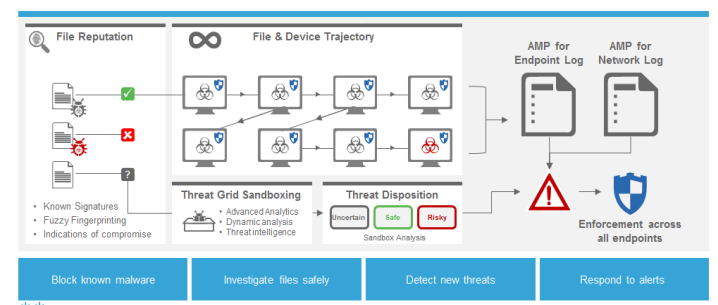 File Reputation
File & Device Trajectory
AMP for
Endpoint Log
AMP for
Network Log
?
• Known Signatures
• Fuzzy Fingerprinting
• Indications of compromise
Threat Grid Sandboxing
• Advanced Analytics
• Dynamic analysis
• Threat intelligence
Threat Disposition
Uncertain
Safe
Risky
Sandbox Analysis
Enforcement across
all endpoints
Block known malware
Investigate files safely
Detect new threats
Respond to alerts